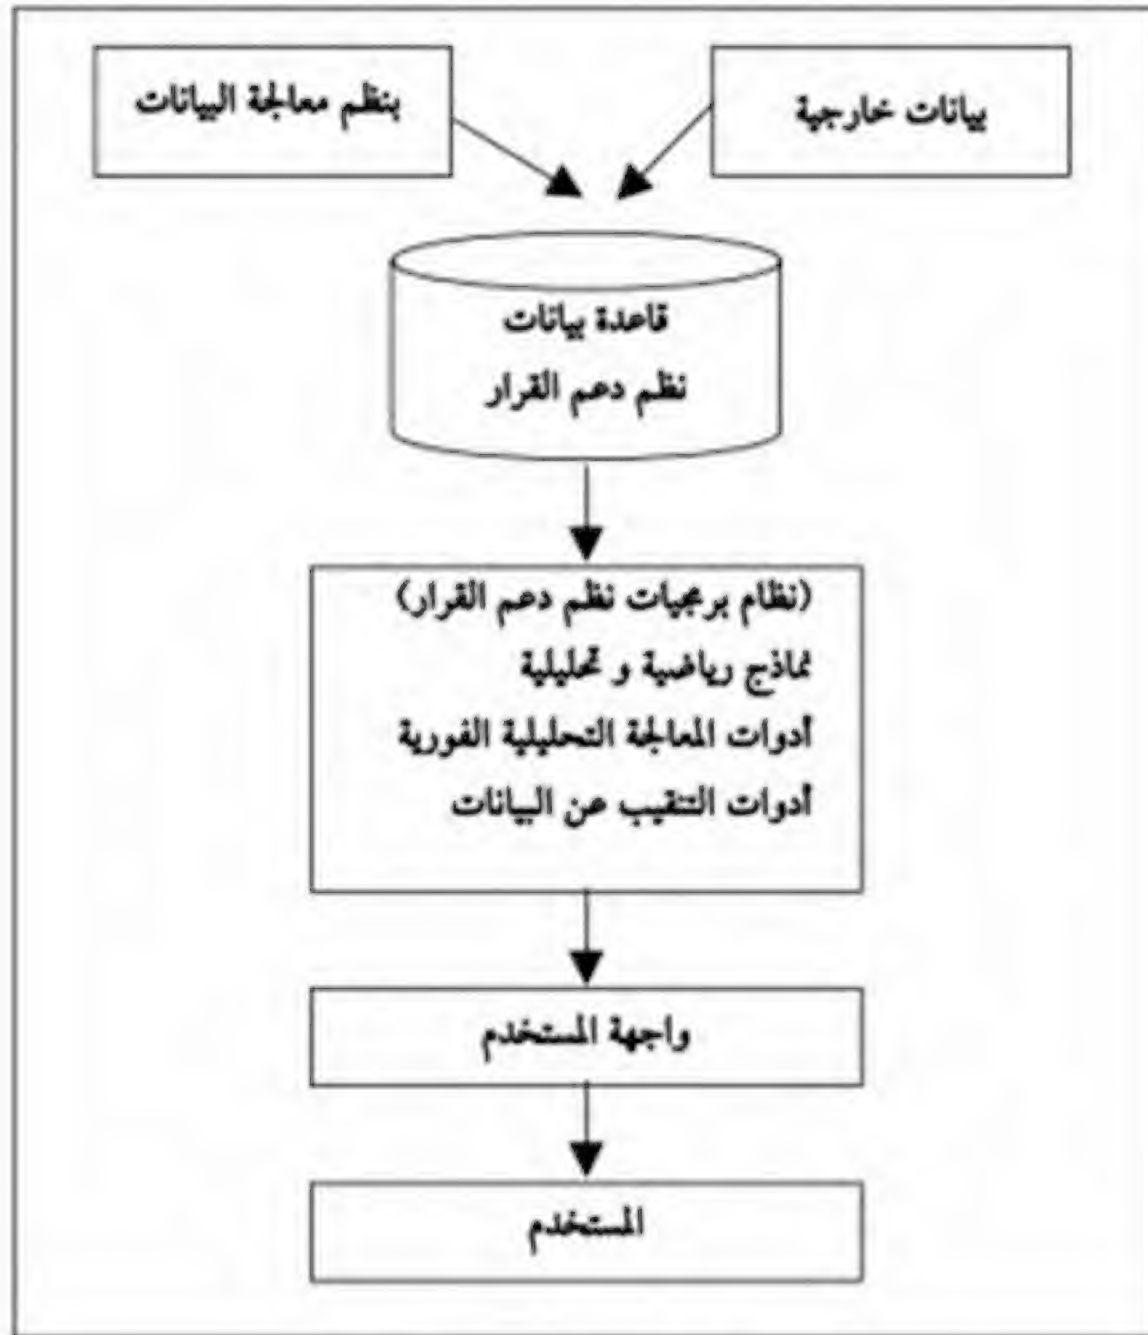 بيانات خارجية
بنظم معالجة البيانات
قاعدة بيانات
نظم دعم القرار
(نظام برمجيات نظم دعم القرار)
نماذج رياضية و تحليلية
أدوات المعالجة التحليلية الفورية
أدوات التنقيب عن البيانات
واجهة المستخدم
المستخدم